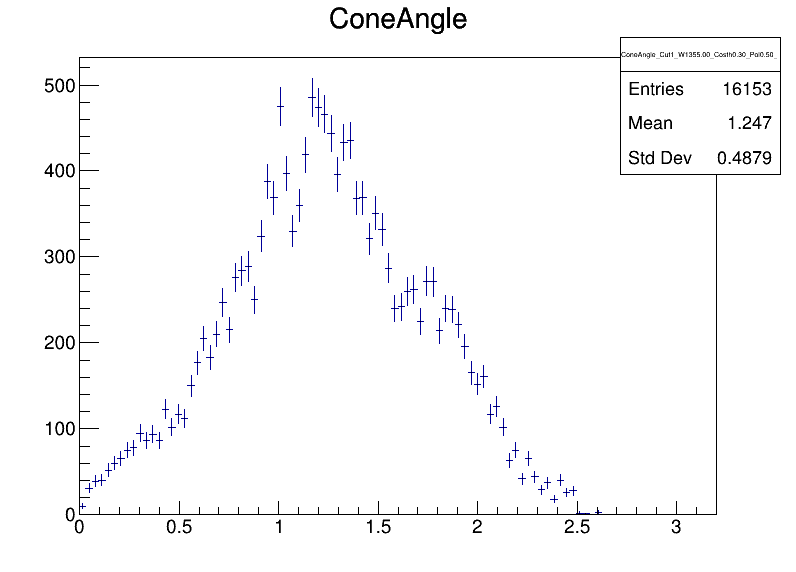 ConeAngle
ConeAngle_Cut1_W1355.00_Costh0.30_Pol0.50_
Entries 16153
Mean 1.247
Std Dev 0.4879
500
400
300
200
100
0
0 0.5 1 1.5 2 2.5 3